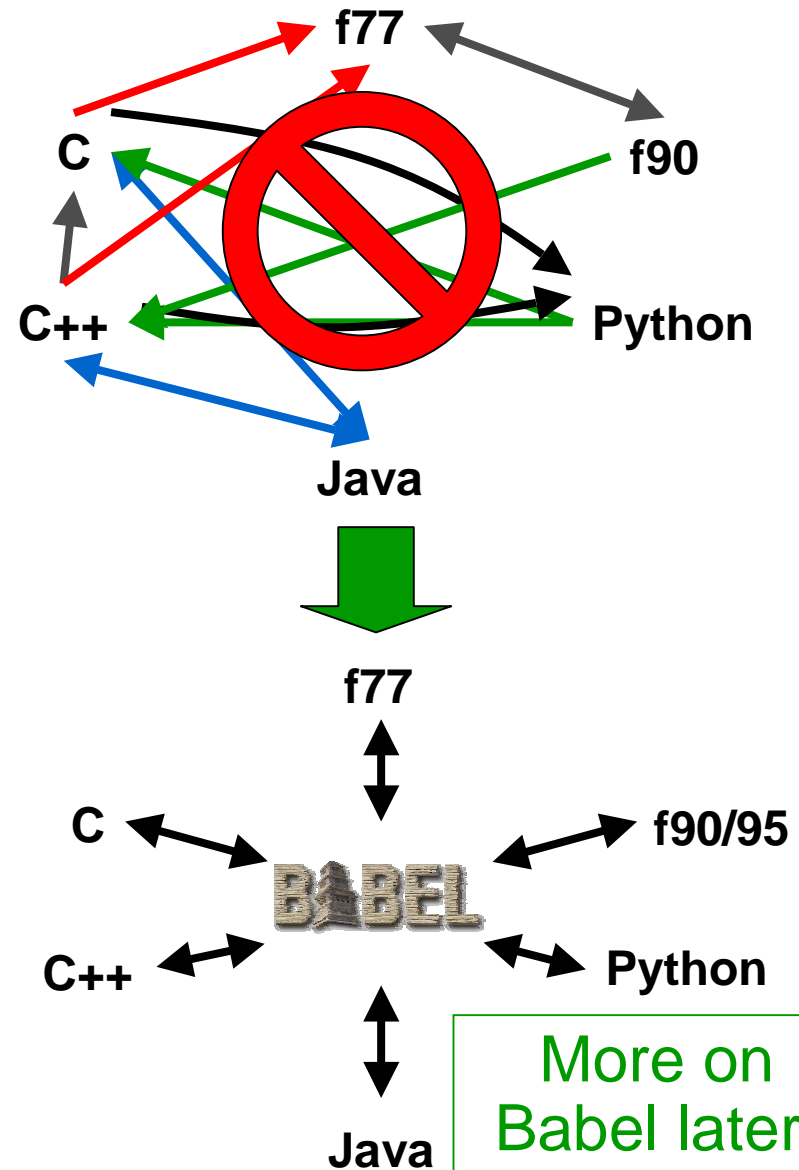 f77
C
f90
C++
Python
Java
f77
C
f90/95
BABEL
C++
Python
Java
More on
Babel later